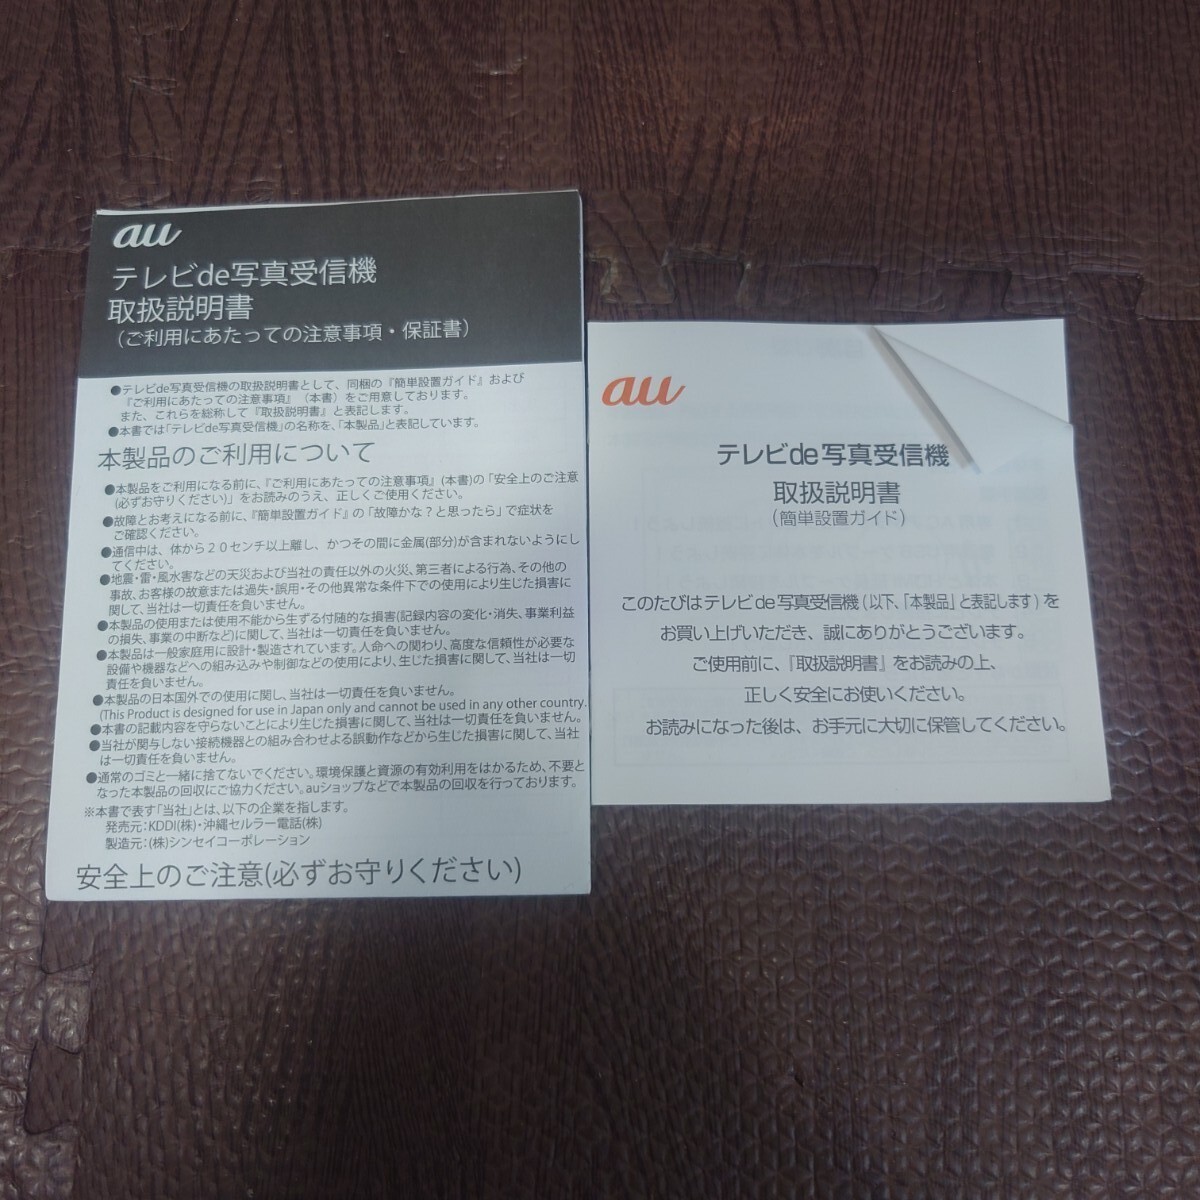 au
テレビde写真受信機
取扱説明書
(ご利用にあたっての注意事項・保証書)
●テレビde写真受信機の取扱説明書として、同梱の『簡単設置ガイド』および
『ご利用にあたっての注意事項』(本書)をご用意しております。
また、これらを総称して『取扱説明書』と表記します。
●本書では「テレビde写真受信機」の名称を、「本製品」と表記しています。
本製品のご利用について
●本製品をご利用になる前に、『ご利用にあたっての注意事項』(本書)の「安全上のご注意
(必ずお守りください)」をお読みのうえ、正しくご使用ください。
●故障とお考えになる前に、『簡単設置ガイド』の「故障かな?と思ったら」で症状を
ご確認ください。
●通信中は、体から20センチ以上離し、かつその間に金属(部分)が含まれないようにし
てください。
●地震・雷・風水害などの天災および当社の責任以外の火災、第三者による行為、その他の
事故、お客様の故意または過失・誤用・その他異常な条件下での使用により生じた損害に
関して、当社は一切責任を負いません。
●本製品の使用または使用不能から生ずる付随的な損害(記録内容の変化・消失、事業利益
の損失、事業の中断など)に関して、当社は一切責任を負いません。
●本製品は一般家庭用に設計・製造されています。人命への関わり、高度な信頼性が必要な
設備や機器などへの組み込みや制御などの使用により、生じた損害に関して、当社は一切
責任を負いません。
●本製品の日本国外での使用に関し、当社は一切責任を負いません。
(This Product is designed for use in Japan only and cannot be used in any other country.
●本書の記載内容を守らないことにより生じた損害に関して、当社は一切責任を負いません。
●当社が関与しない接続機器との組み合わせよる誤動作などから生じた損害に関して、当社
は一切責任を負いません。
●通常のゴミと一緒に捨てないでください。環境保護と資源の有効利用をはかるため、不要と
なった本製品の回収にご協力ください。auショップなどで本製品の回収を行っております。
※本書で表す「当社」とは、以下の企業を指します。
発売元:KDDI(株)・沖縄セルラー電話(株)
製造元:(株)シンセイコーポレーション
安全上のご注意(必ずお守りください)
au
テレビde写真受信機
取扱説明書
(簡単設置ガイド)
このたびはテレビde写真受信機(以下、「本製品」と表記します)を
お買い上げいただき、誠にありがとうございます。
ご使用前に、『取扱説明書』をお読みの上、
正しく安全にお使いください。
お読みになった後は、お手元に大切に保管してください。